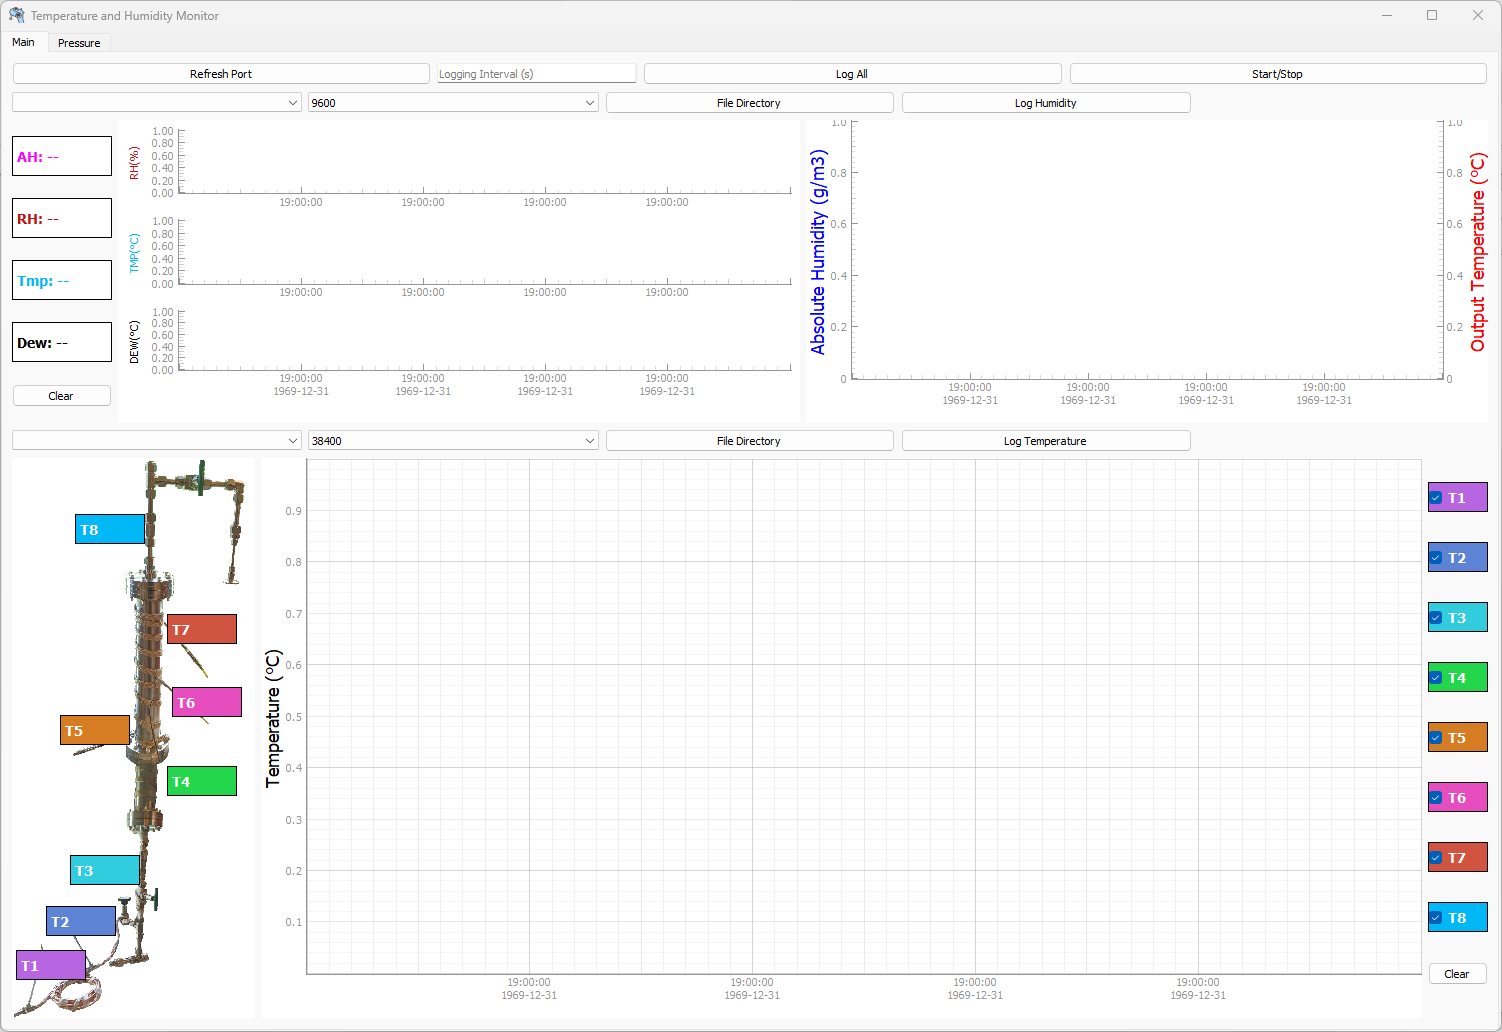 Temperature and Humidity Monitor
Main Pressure
Refresh Port Logging Interval (s) Log All Start/Stop
9600 File Directory Log Humidity
AH: --
RH: --
Tmp: --
Dew: --
Clear
RH(%)
1.00
0.80
0.60
0.40
0.20
0.00
19:00:00 19:00:00 19:00:00 19:00:00
TMP(°C)
1.00
0.80
0.60
0.40
0.20
0.00
19:00:00 19:00:00 19:00:00 19:00:00
DEW(°C)
1.00
0.80
0.60
0.40
0.20
0.00
19:00:00 19:00:00 19:00:00 19:00:00
1969-12-31 1969-12-31 1969-12-31 1969-12-31
Absolute Humidity (g/m3)
1.0
0.8
0.6
0.4
0.2
0
1.0
0.8
0.6
0.4
0.2
0
Output Temperature (°C)
19:00:00 19:00:00 19:00:00 19:00:00
1969-12-31 1969-12-31 1969-12-31 1969-12-31
38400 File Directory Log Temperature
T8
T7
T6
T5
T4
T3
T2
T1
Temperature (°C)
0.9
0.8
0.7
0.6
0.5
0.4
0.3
0.2
0.1
19:00:00 19:00:00 19:00:00 19:00:00
1969-12-31 1969-12-31 1969-12-31 1969-12-31
T1
T2
T3
T4
T5
T6
T7
T8
Clear